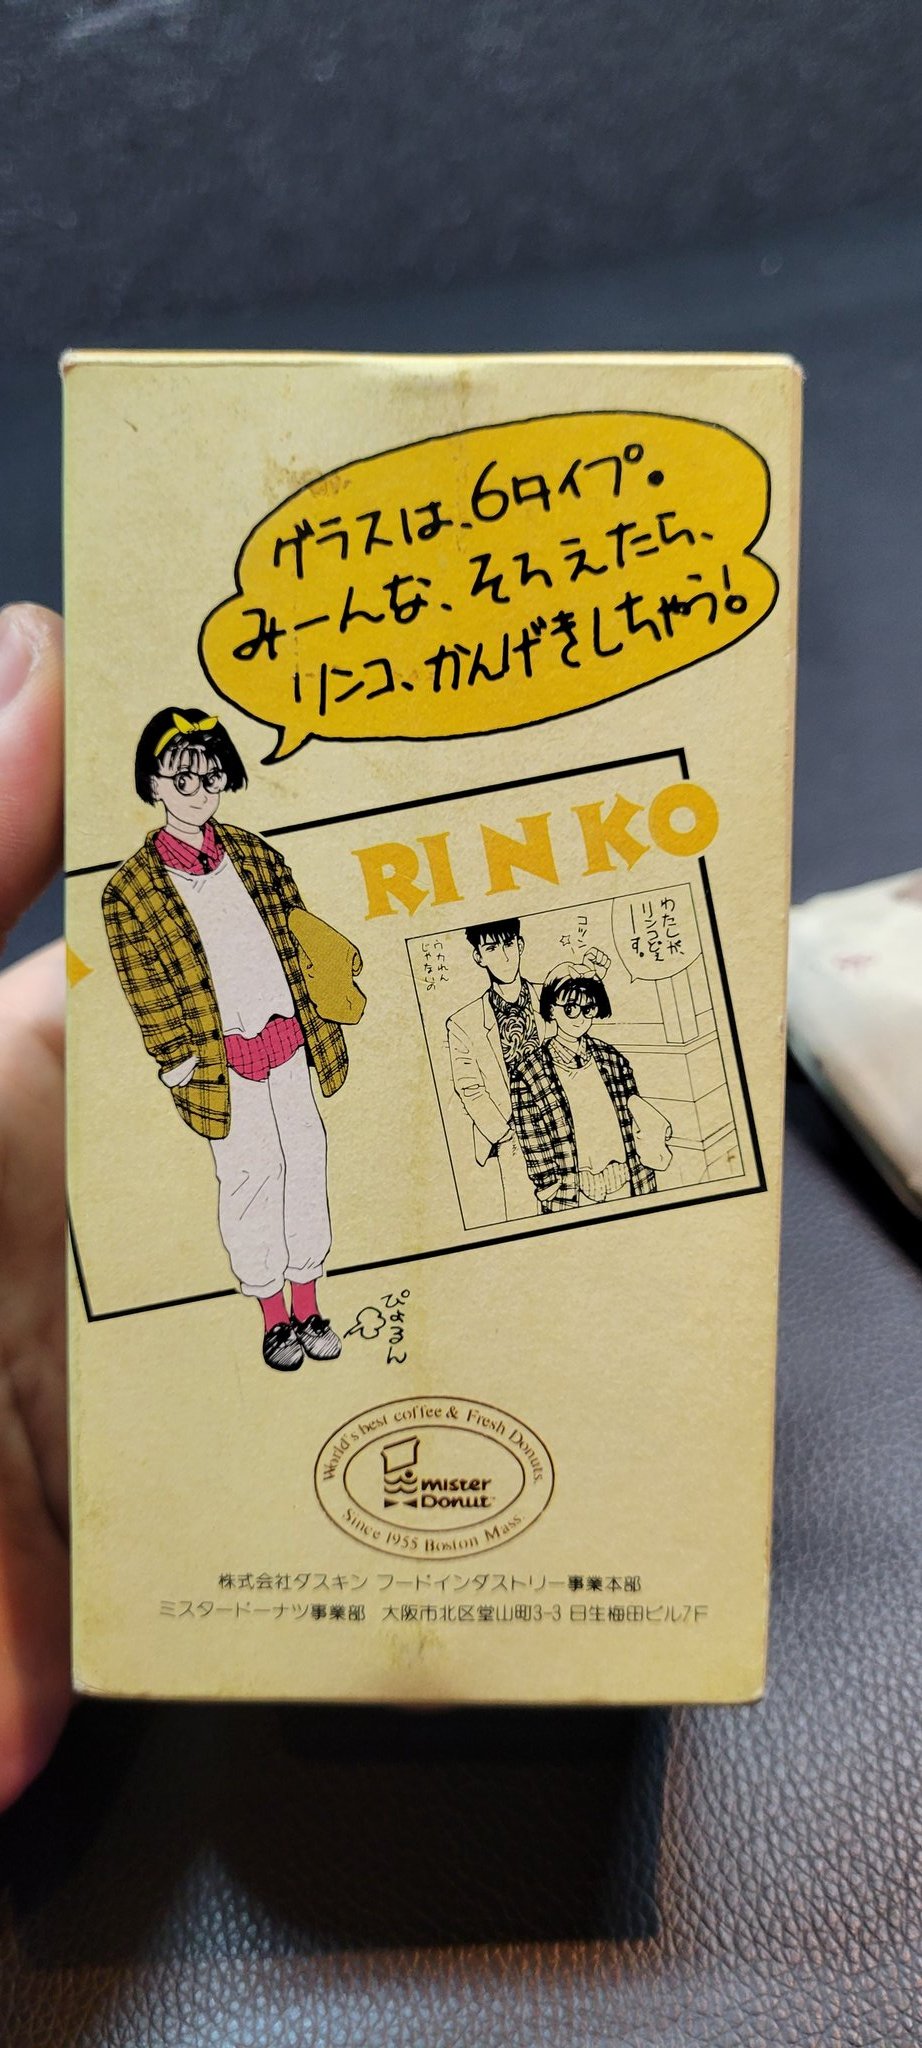 グラスは、6タイプ。
みーんな、そろえたら、
リンコ、かんげきしちゃう!
RINKO
わたしが、
リンコどぇ
ーす。
コツン
ウカれん
じゃないの
ぴょろん
World's best coffee & Fresh Donuts.
mister
Donut
Since 1955 Boston Mass.
株式会社ダスキン フードインダストリー事業本部
ミスタードーナツ事業部 大阪市北区堂山町3-3 日生梅田ビル7F